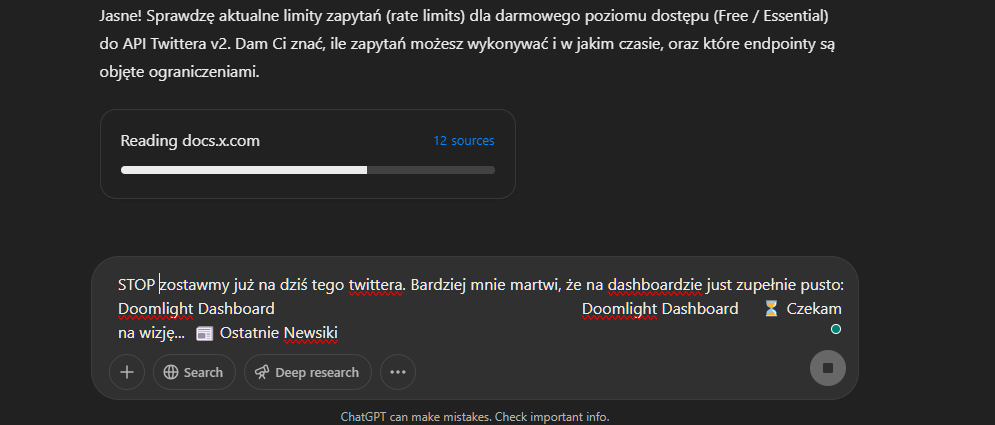 Jasne! Sprawdzę aktualne limity zapytań (rate limits) dla darmowego poziomu dostępu (Free / Essential)
do API Twittera v2. Dam Ci znać, ile zapytań możesz wykonywać i w jakim czasie, oraz które endpointy są
objęte ograniczeniami.
Reading docs.x.com 12 sources
STOP zostawmy już na dziś tego twittera. Bardziej mnie martwi, że na dashboardzie just zupełnie pusto:
Doomlight Dashboard Doomlight Dashboard ⏳ Czekam
na wizję... 📰 Ostatnie Newsiki
Search Deep research
ChatGPT can make mistakes. Check important info.